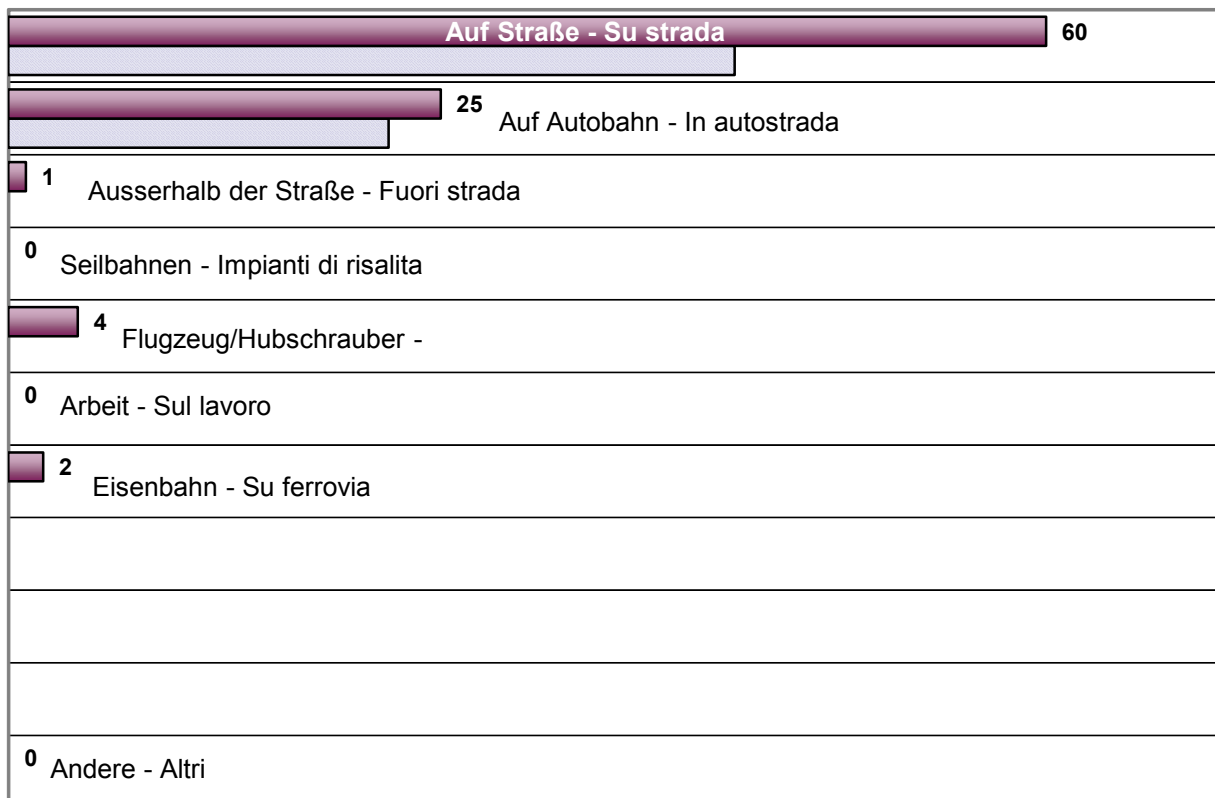 Auf Straße - Su strada 60
25 Auf Autobahn - In autostrada
1 Ausserhalb der Straße - Fuori strada
0 Seilbahnen - Impianti di risalita
4 Flugzeug/Hubschrauber -
0 Arbeit - Sul lavoro
2 Eisenbahn - Su ferrovia
0 Andere - Altri